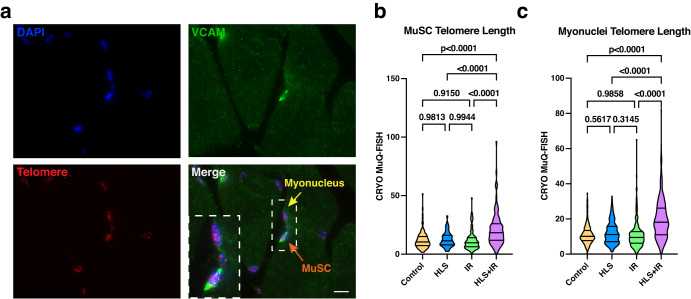 a
DAPI
VCAM
Telomere
Merge
Myonucleus
MuSC
b
MuSC Telomere Length
p<0.0001
<0.0001
0.9150
<0.0001
0.9813
0.9944
150
100
50
0
CRYO MuQ-FISH
Control
HLS
IR
HLS+IR
c
Myonuclei Telomere Length
p<0.0001
<0.0001
0.9858
<0.0001
0.5617
0.3145
100
80
60
40
20
0
CRYO MuQ-FISH
Control
HLS
IR
HLS+IR